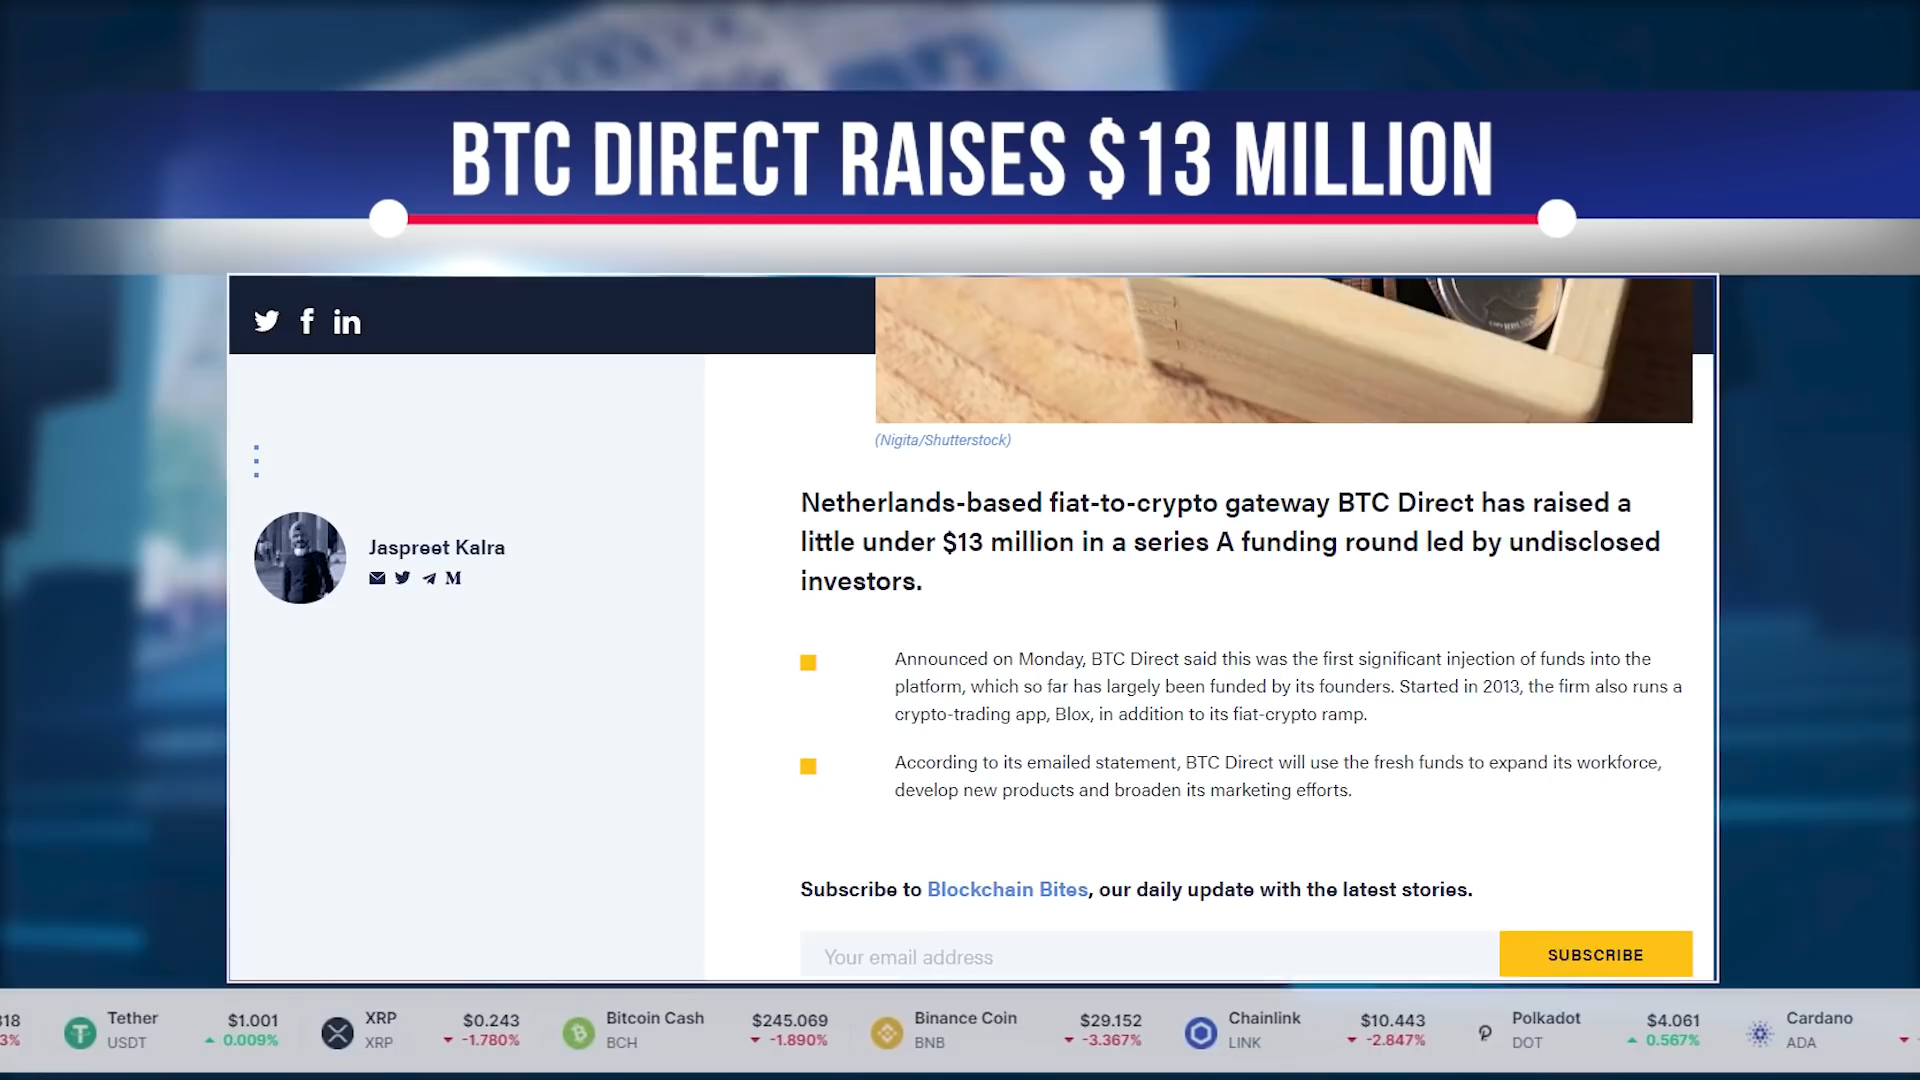 BTC DIRECT RAISES $13 MILLION
(Nigita/Shutterstock)
Jaspreet Kalra
Netherlands-based fiat-to-crypto gateway BTC Direct has raised a
little under $13 million in a series A funding round led by undisclosed
investors.
Announced on Monday, BTC Direct said this was the first significant injection of funds into the
platform, which so far has largely been funded by its founders. Started in 2013, the firm also runs a
crypto-trading app, Blox, in addition to its fiat-crypto ramp.
According to its emailed statement, BTC Direct will use the fresh funds to expand its workforce,
develop new products and broaden its marketing efforts.
Subscribe to Blockchain Bites, our daily update with the latest stories.
Your email address
SUBSCRIBE
318 Tether $1.001 XRP $0.243 Bitcoin Cash $245.069 Binance Coin $29.152 Chainlink $10.443 Polkadot $4.061 Cardano
3% USDT 0.009% XRP -1.780% BCH -1.890% BNB -3.367% LINK -2.847% DOT 0.567% ADA